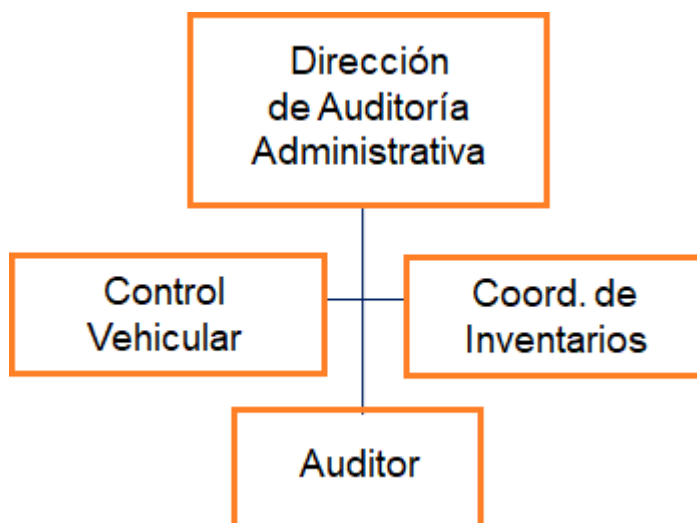 Dirección
de Auditoría
Administrativa
Control
Vehicular
Coord. de
Inventarios
Auditor